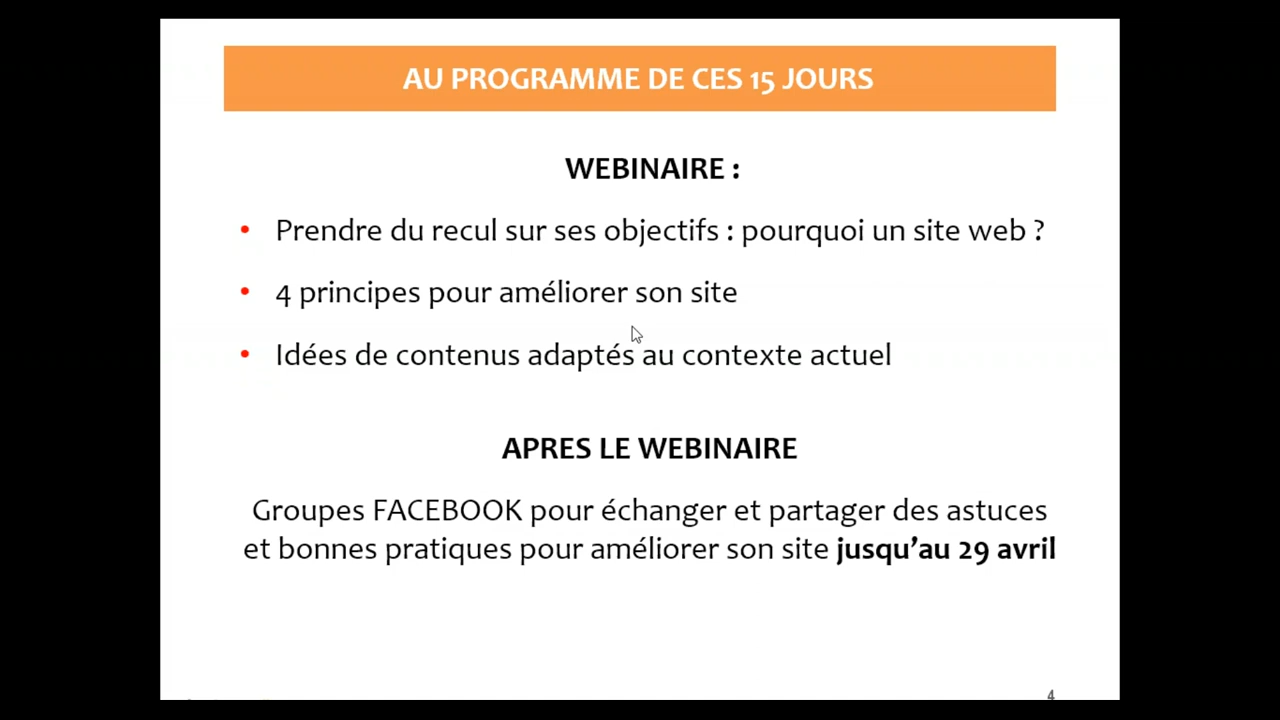 AU PROGRAMME DE CES 15 JOURS
WEBINAIRE :
• Prendre du recul sur ses objectifs : pourquoi un site web ?
• 4 principes pour améliorer son site
• Idées de contenus adaptés au contexte actuel
APRES LE WEBINAIRE
Groupes FACEBOOK pour échanger et partager des astuces
et bonnes pratiques pour améliorer son site jusqu’au 29 avril
4